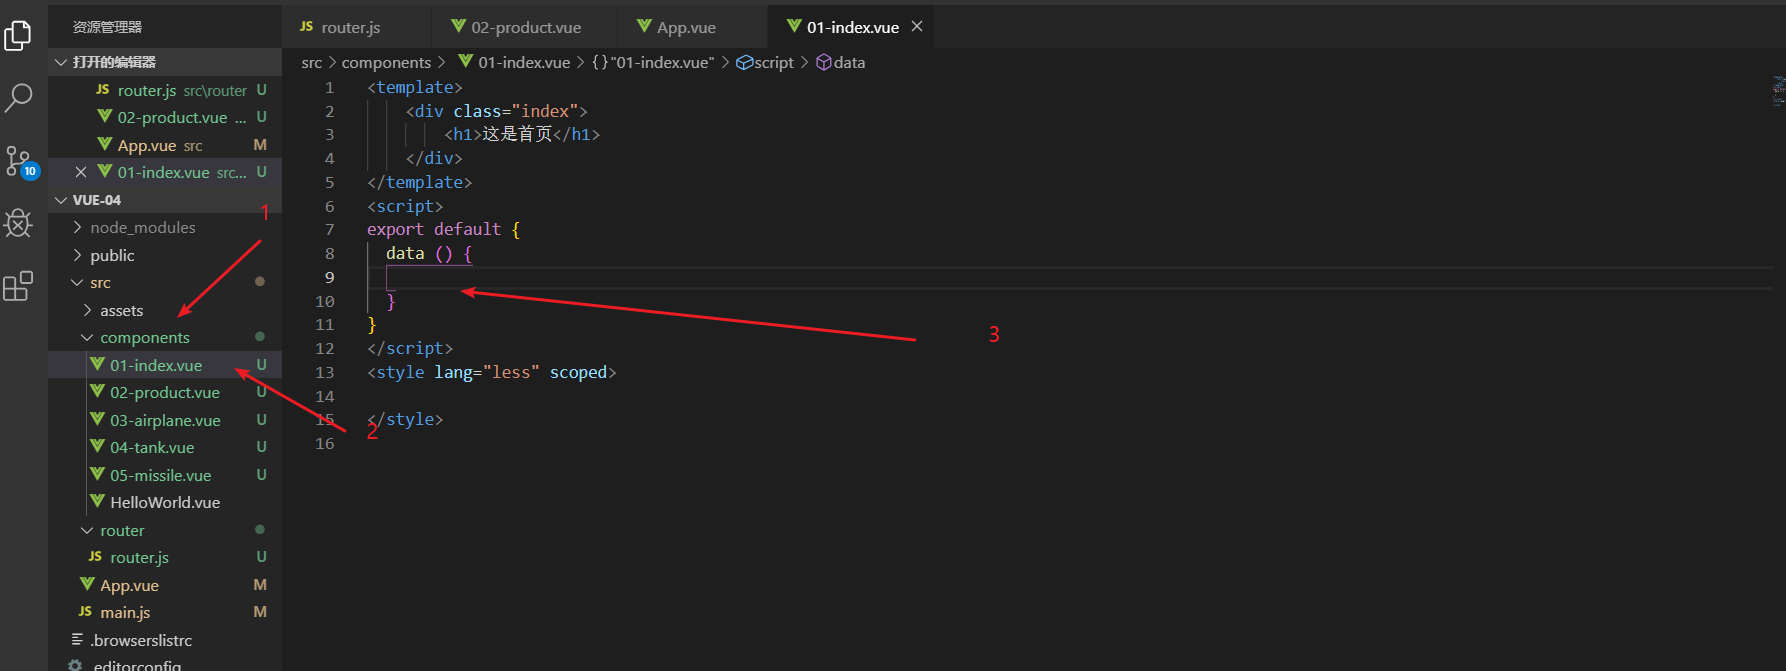 资源管理器
router.js
02-product.vue
App.vue
01-index.vue
打开的编辑器
JS router.js src\router U
02-product.vue ... U
App.vue src M
01-index.vue src... U
10
VUE-04
1
node_modules
public
src
assets
components
01-index.vue U
02-product.vue U
03-airplane.vue U
04-tank.vue U
05-missile.vue U
HelloWorld.vue
router
JS router.js U
App.vue M
JS main.js M
.browserslistrc
.editorconfig
src > components > 01-index.vue > {} "01-index.vue" > script > data
1 <template>
2 <div class="index">
3 <h1>这是首页</h1>
4 </div>
5 </template>
6 <script>
7 export default {
8 data () {
9
10 }
11 }
12 </script>
13 <style lang="less" scoped>
14
15 </style>
16
2
3